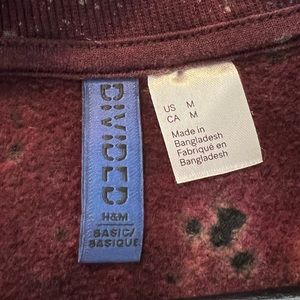 DIVIDED
H&M
BASIC/
BASIQUE
US M
CA M
Made in
Bangladesh
Fabriqué en
Bangladesh